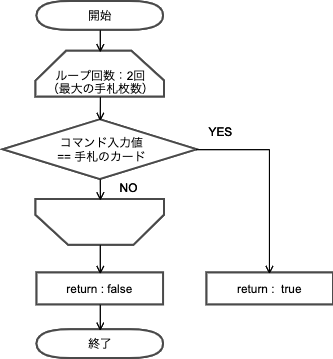 開始
ループ回数：2回
（最大の手札枚数）
コマンド入力値
== 手札のカード
YES
NO
return : false
return :  true
終了